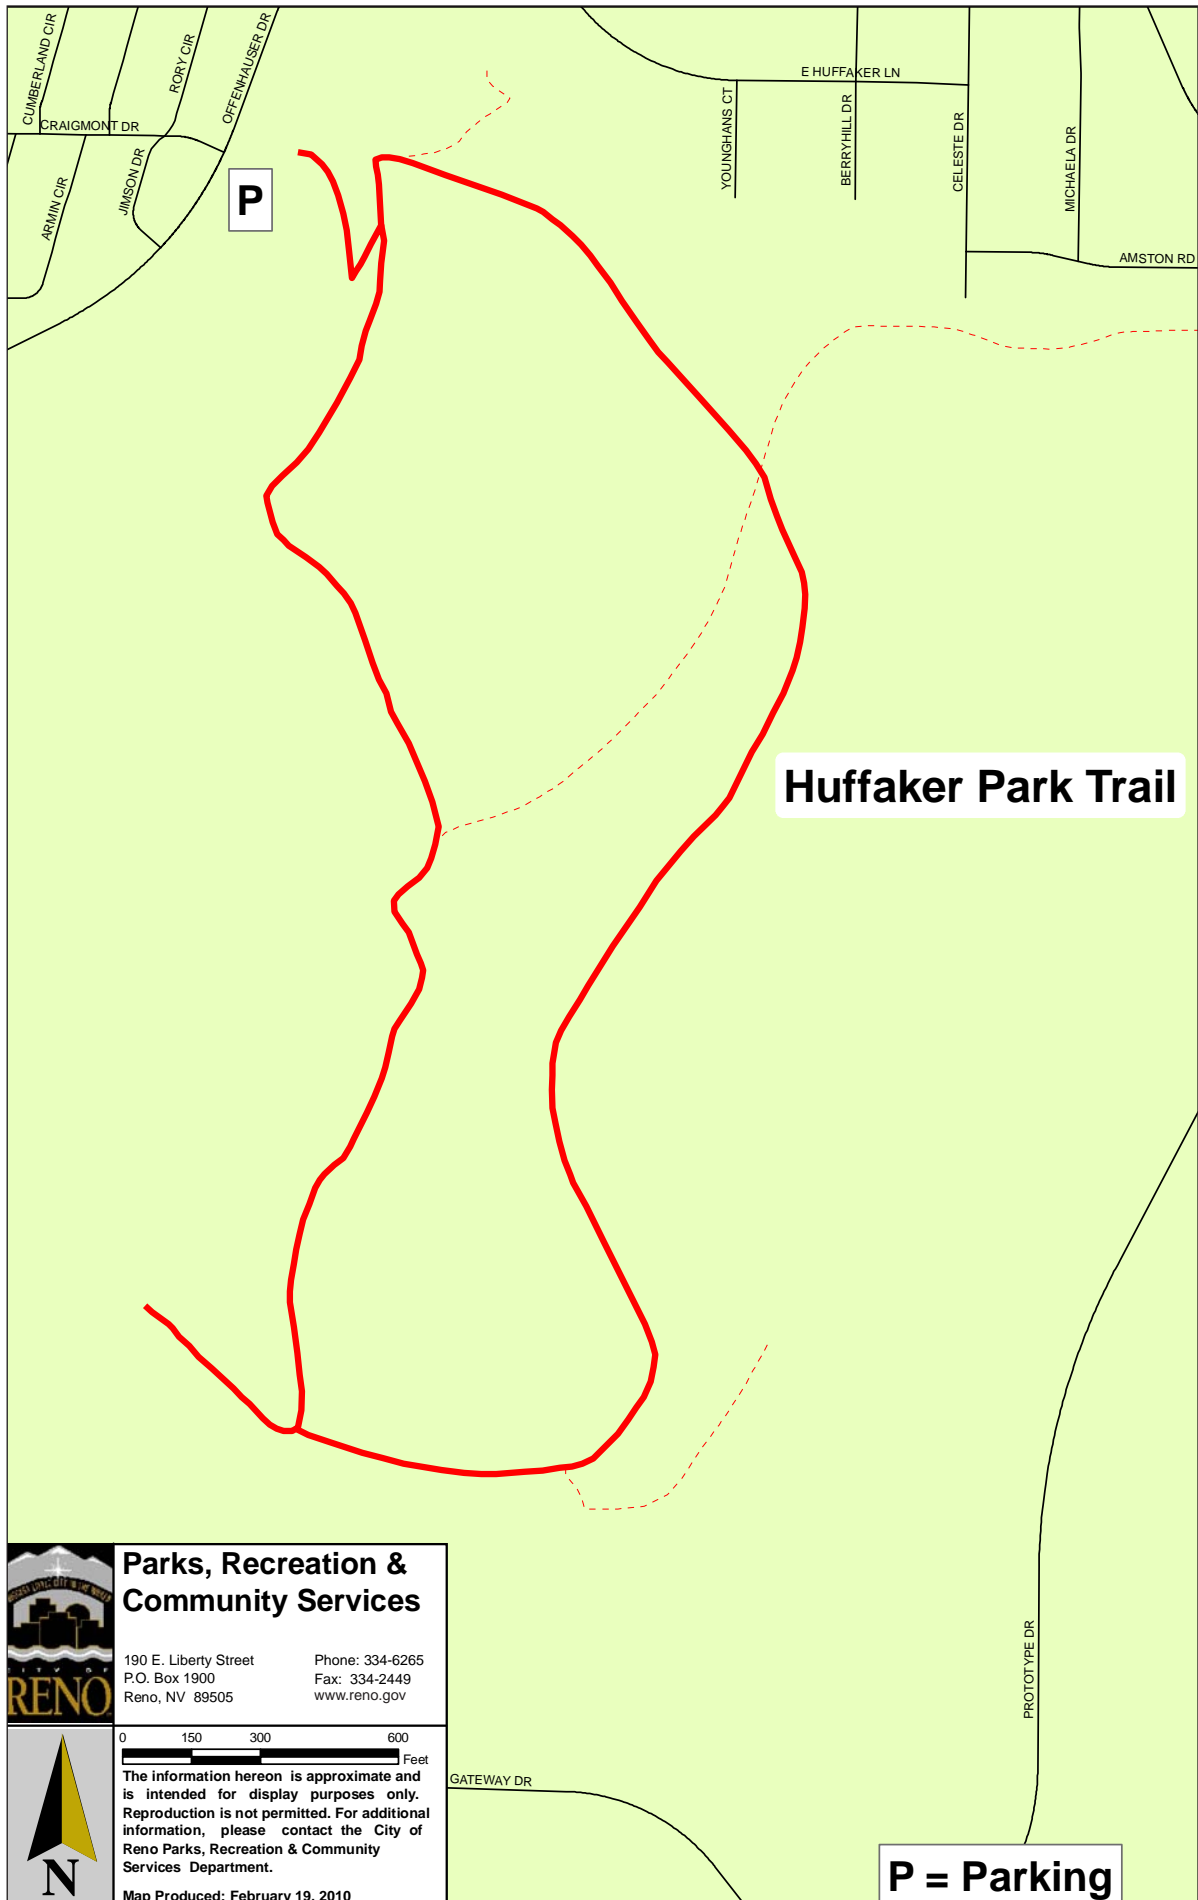 CUMBERLAND CIR
RORY CIR
OFFENHAUSER DR
CRAIGMONT DR
ARMIN CIR
JIMSON DR
P
E HUFFAKER LN
YOUNGHANS CT
BERRYHILL DR
CELESTE DR
MICHAELA DR
AMSTON RD
Huffaker Park Trail
PROTOTYPE DR
GATEWAY DR
CITY OF
RENO
Parks, Recreation &
Community Services
190 E. Liberty Street
P.O. Box 1900
Reno, NV 89505
Phone: 334-6265
Fax: 334-2449
www.reno.gov
0 150 300 600
Feet
The information hereon is approximate and
is intended for display purposes only.
Reproduction is not permitted. For additional
information, please contact the City of
Reno Parks, Recreation & Community
Services Department.
Map Produced: February 19, 2010
N
P = Parking